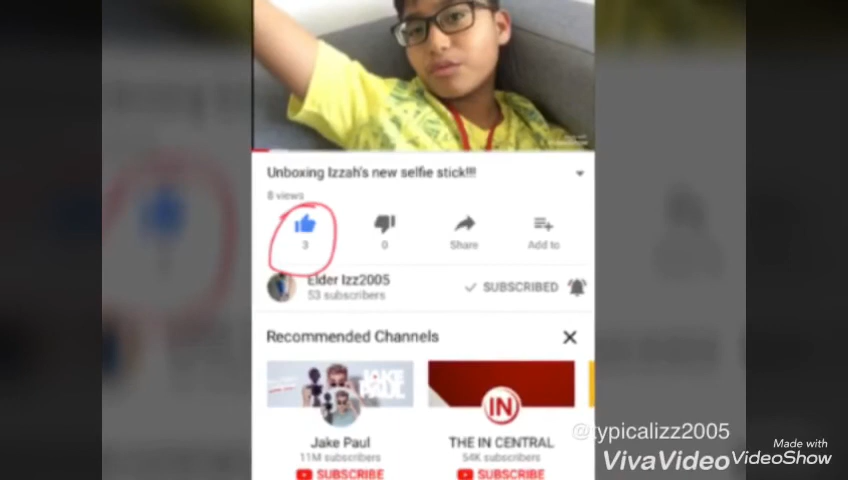 Unboxing Izzah's new selfie stick!!!
8 views
3
0
Share
Add to
Elder Izz2005
53 subscribers
SUBSCRIBED
Recommended Channels
JAKE PAUL
IN
Jake Paul
THE IN CENTRAL
11M subscribers
54K subscribers
SUBSCRIBE
SUBSCRIBE
@typicalizz2005
Made with
VivaVideo
VideoShow